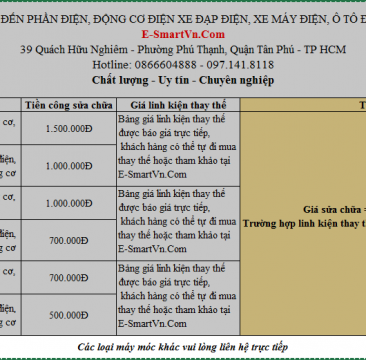 ĐẾN PHẦN ĐIỆN, ĐỘNG CƠ ĐIỆN XE ĐẠP ĐIỆN, XE MÁY ĐIỆN, Ô TÔ Đ
E-SmartVn.Com
39 Quách Hữu Nghiêm - Phường Phú Thạnh, Quận Tân Phú - TP HCM
Hotline: 0866604888 - 097.141.8118
Chất lượng - Uy tín - Chuyên nghiệp
Tiền công sửa chữa
Giá linh kiện thay thế
T
cơ,
1.500.000Đ
điện,
g cơ
1.000.000Đ
Bảng giá linh kiện thay thế
được báo giá trực tiếp,
khách hàng có thể tự đi mua
thay thế hoặc tham khảo tại
E-SmartVn.Com
cơ,
1.000.000Đ
điện,
g cơ
700.000Đ
Bảng giá linh kiện thay thế
được báo giá trực tiếp,
khách hàng có thể tự đi mua
thay thế hoặc tham khảo tại
E-SmartVn.Com
cơ,
700.000Đ
điện,
g cơ
500.000Đ
Bảng giá linh kiện thay thế
được báo giá trực tiếp,
khách hàng có thể tự đi mua
thay thế hoặc tham khảo tại
E-SmartVn.Com
Giá sửa chữa =
Trường hợp linh kiện thay th
Các loại máy móc khác vui lòng liên hệ trực tiếp